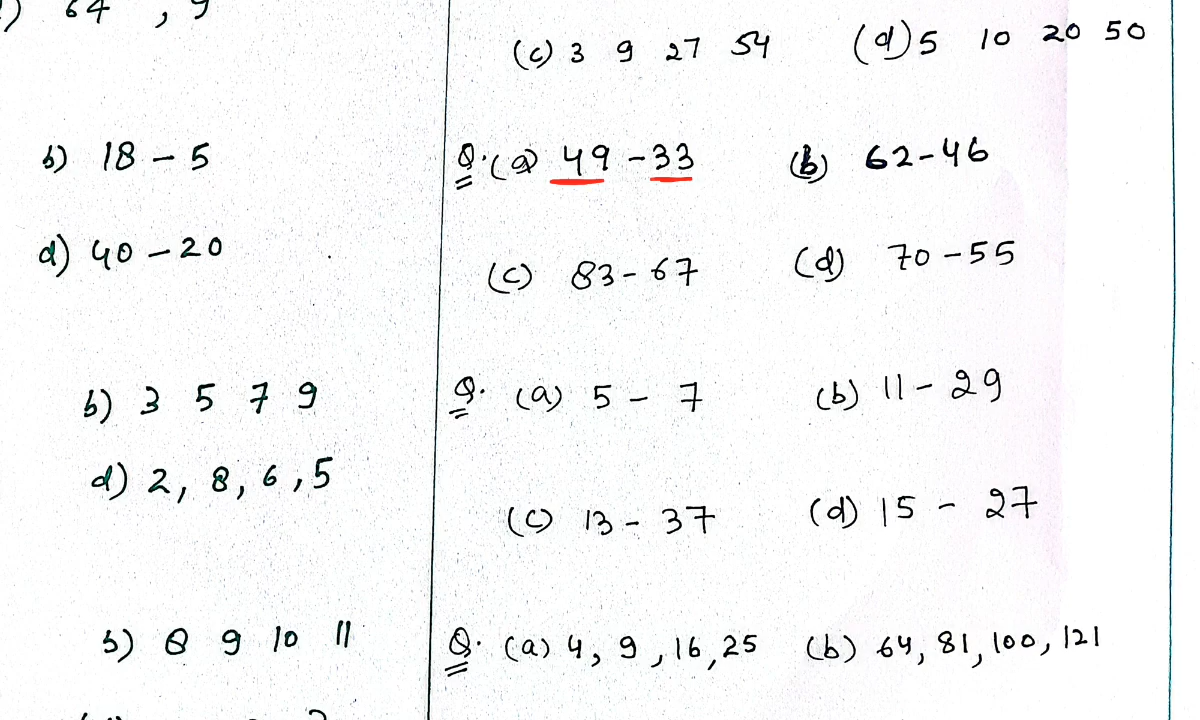 64 , 9
b) 18 - 5
d) 40 - 20
b) 3 5 7 9
d) 2, 8, 6, 5
b) 8 9 10 11
(c) 3 9 27 54 (d) 5 10 20 50
Q. (a) 49 - 33 (b) 62-46
(c) 83 - 67 (d) 70 - 55
Q. (a) 5 - 7 (b) 11 - 29
(c) 13 - 37 (d) 15 - 27
Q. (a) 4, 9, 16, 25 (b) 64, 81, 100, 121